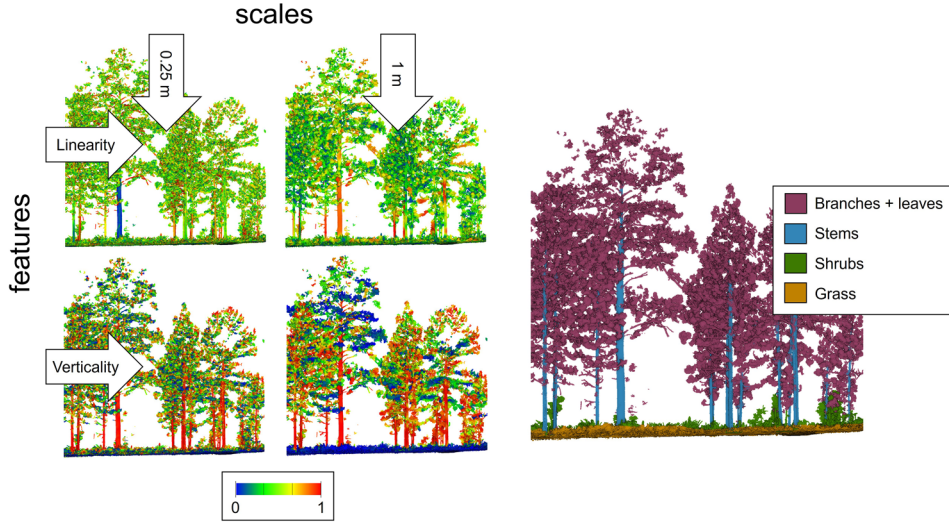 scales
0.25 m
1 m
Linearity
features
Verticality
0
1
Branches + leaves
Stems
Shrubs
Grass